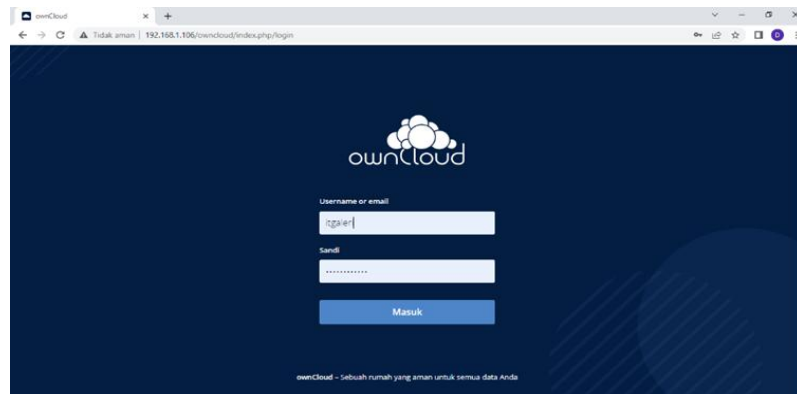 ownCloud
Tidak aman | 192.168.1.106/owncloud/index.php/login
D
ownCloud
Username or email
itgaleri
Sandi
............
Masuk
ownCloud – Sebuah rumah yang aman untuk semua data Anda